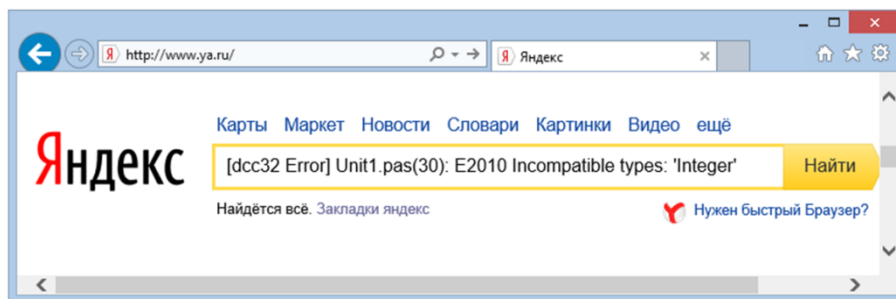 http://www.ya.ru/
Я Яндекс
Карты Маркет Новости Словари Картинки Видео ещё
Яндекс
[dcc32 Error] Unit1.pas(30): E2010 Incompatible types: 'Integer'
Найти
Найдётся всё. Закладки яндекс
Нужен быстрый Браузер?